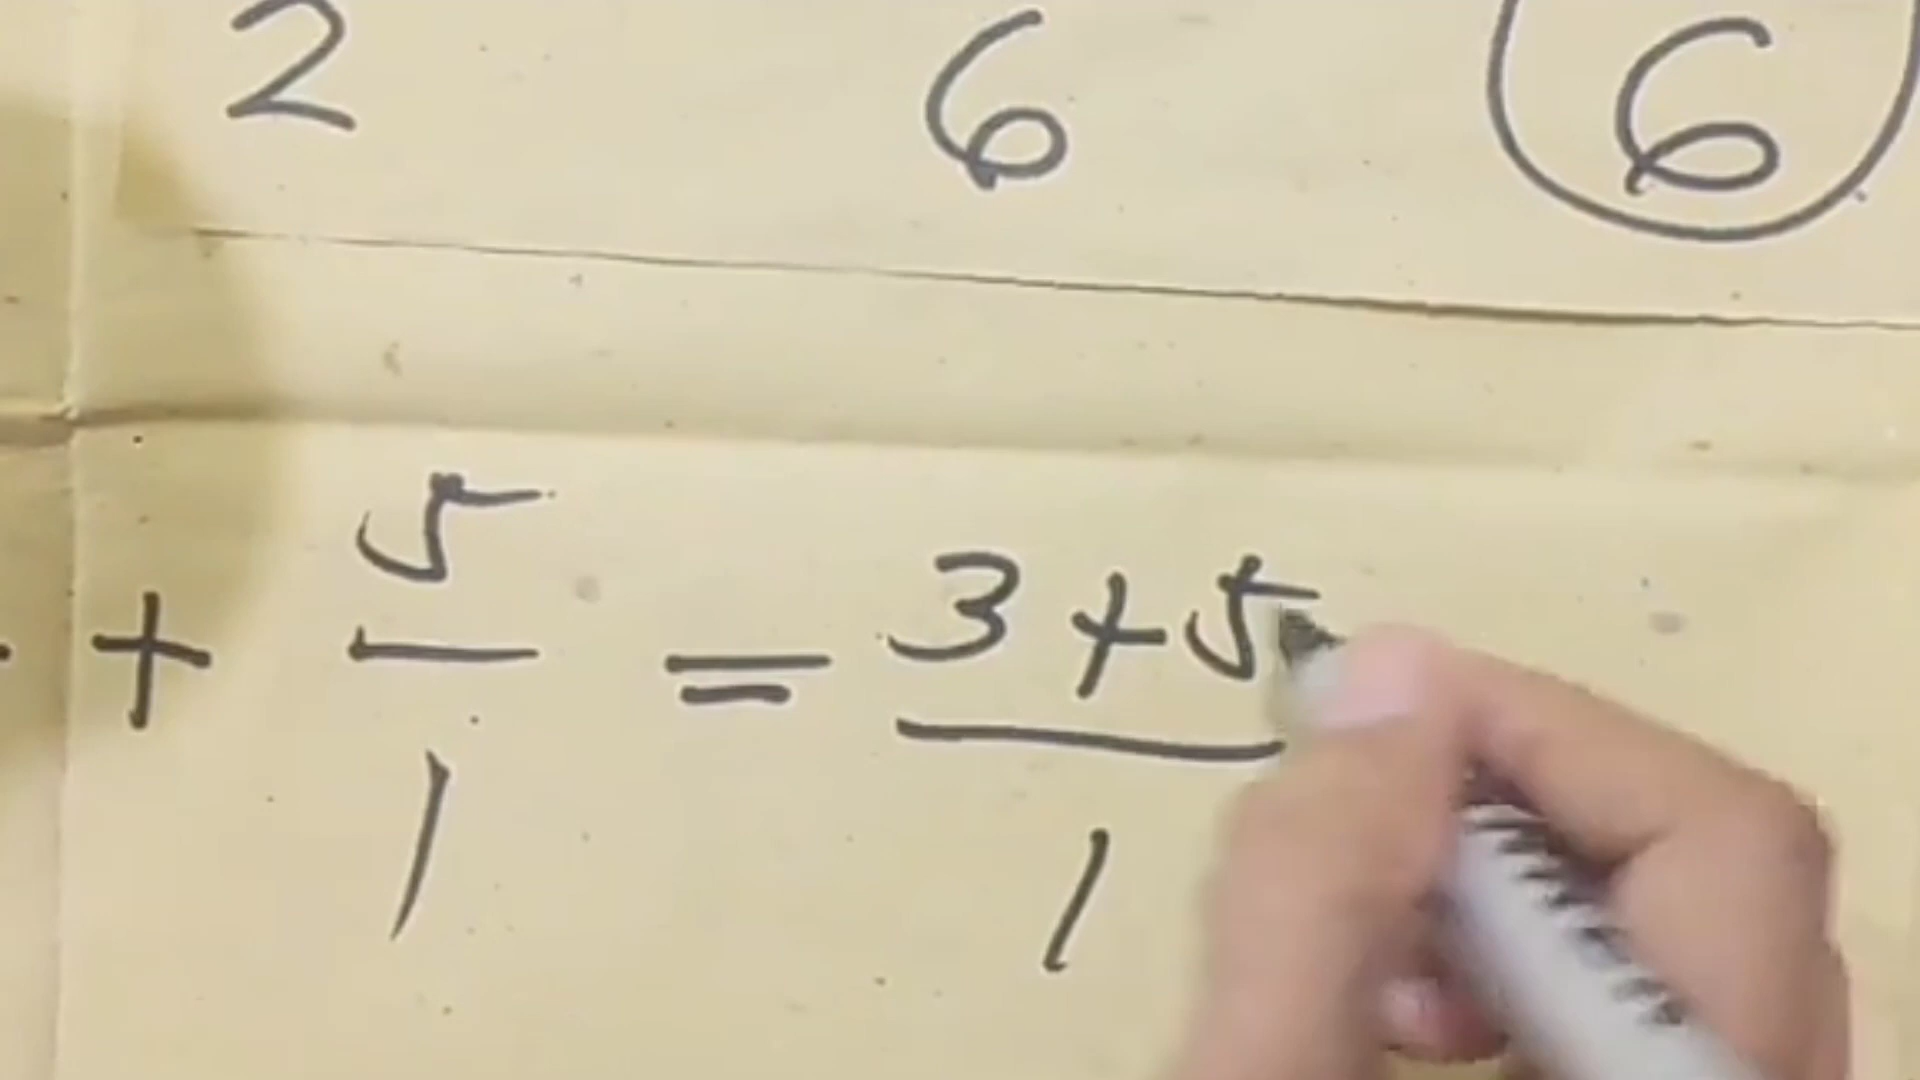 2 6 6
5 3+5
+ — = —
1 1